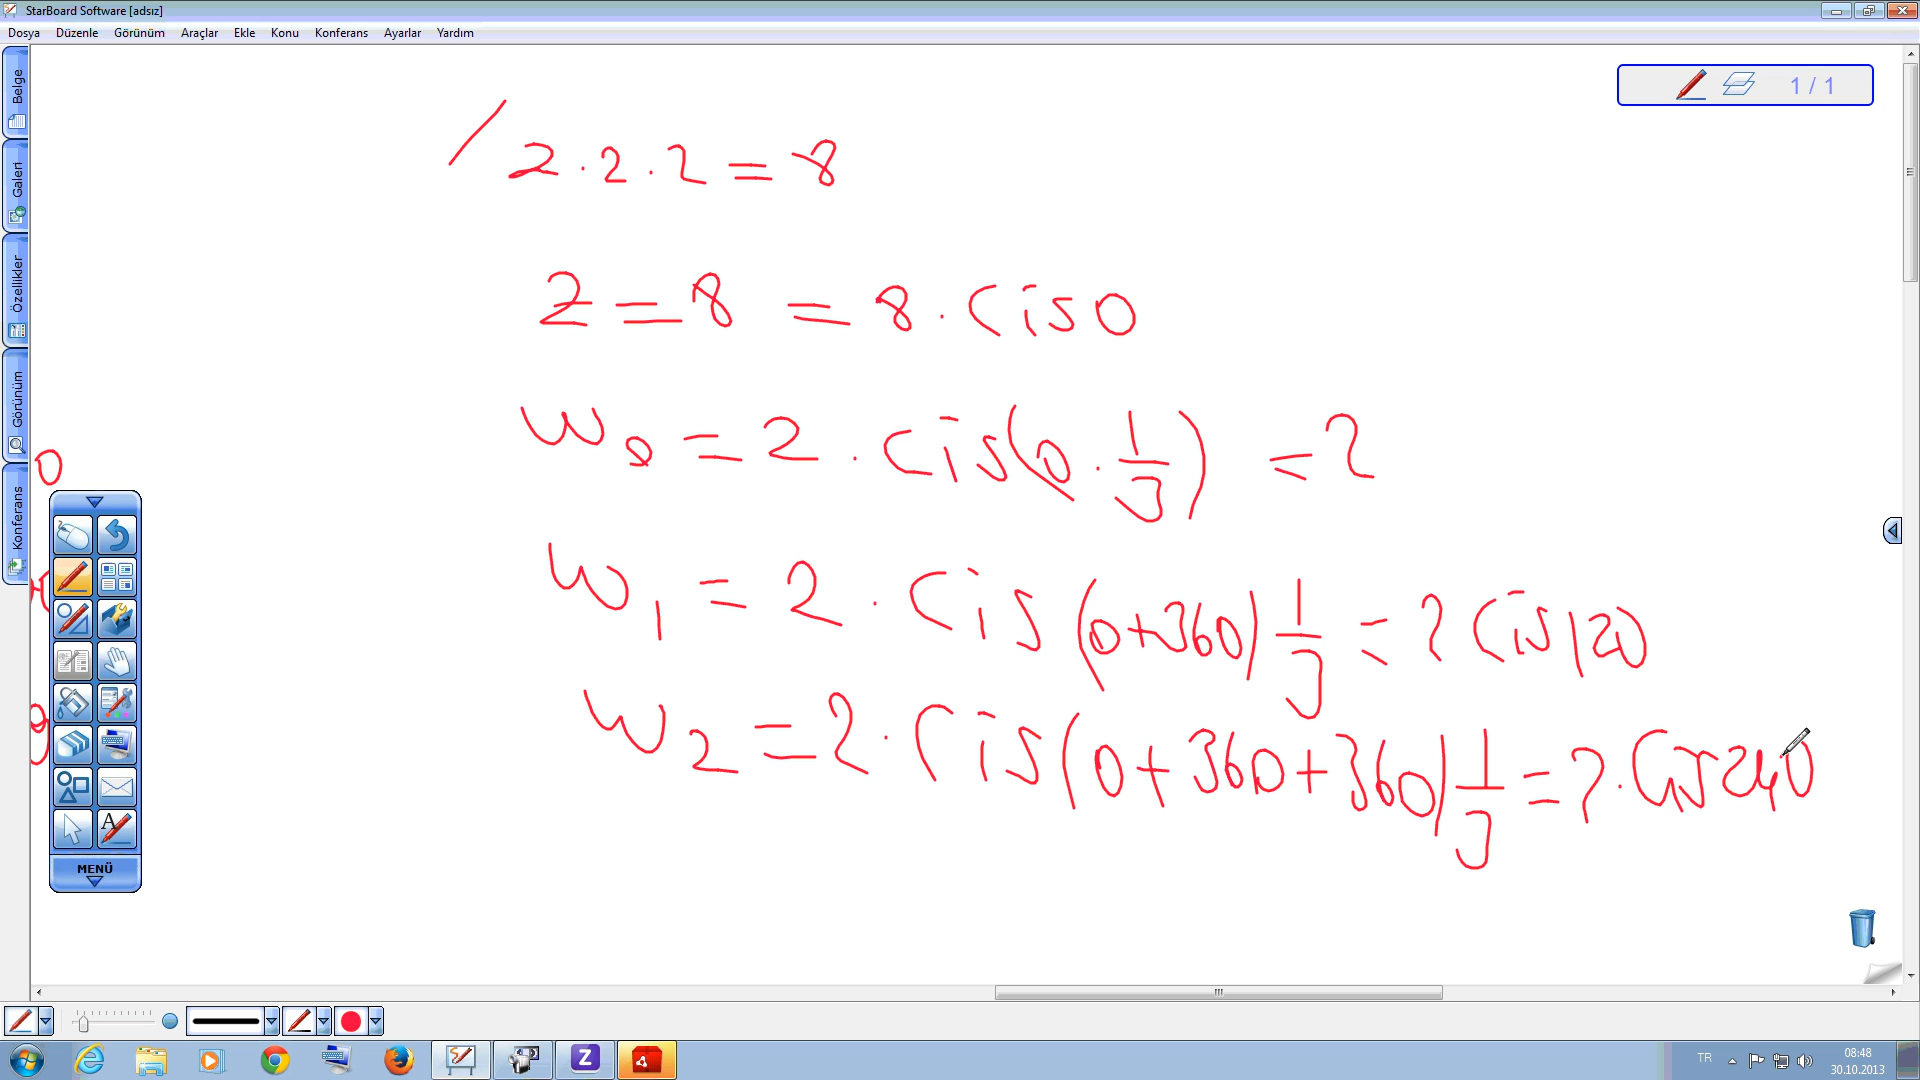 StarBoard Software [adsız]
Dosya Düzenle Görünüm Araçlar Ekle Konu Konferans Ayarlar Yardım
Belge
Galeri
Özellikler
Görünüm
Konferans
1 / 1
/ 2 . 2 . 2 = 8
z = 8 = 8 . cis 0
w₀ = 2 . cis(0 . 1/3) = 2
w₁ = 2 . cis(0+360) 1/3 = 2 cis 120
w₂ = 2 . cis(0+360+360) 1/3 = 2 . cis 240
0
MENÜ
TR
08:48
30.10.2013